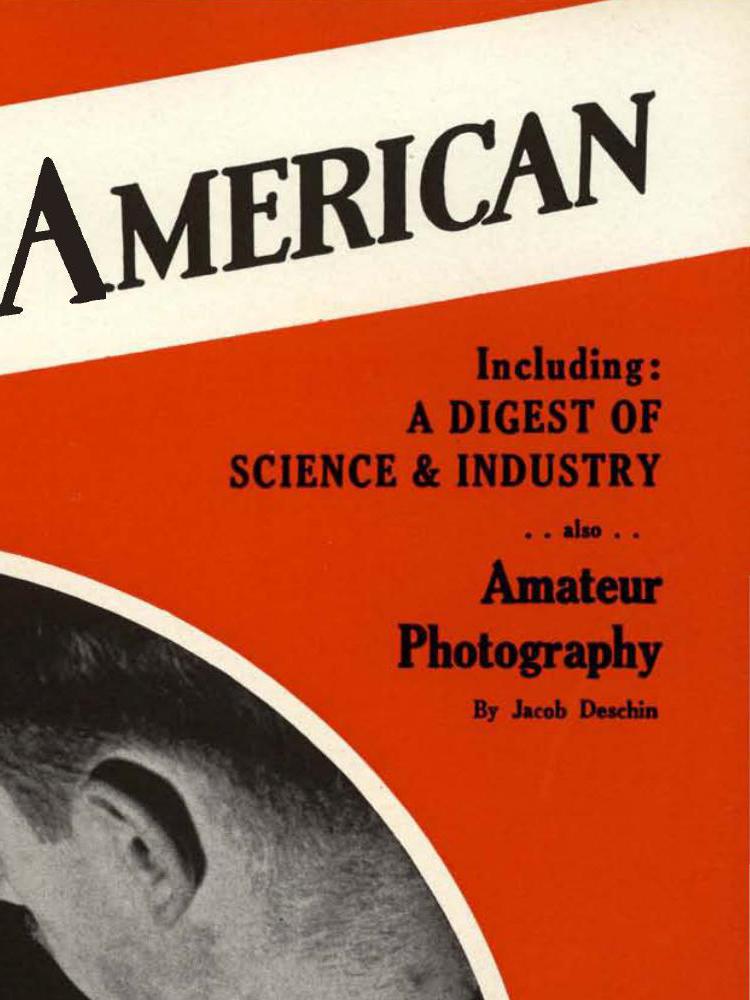 AMERICAN
Including:
A DIGEST OF
SCIENCE & INDUSTRY
. . also . .
Amateur
Photography
By Jacob Deschin